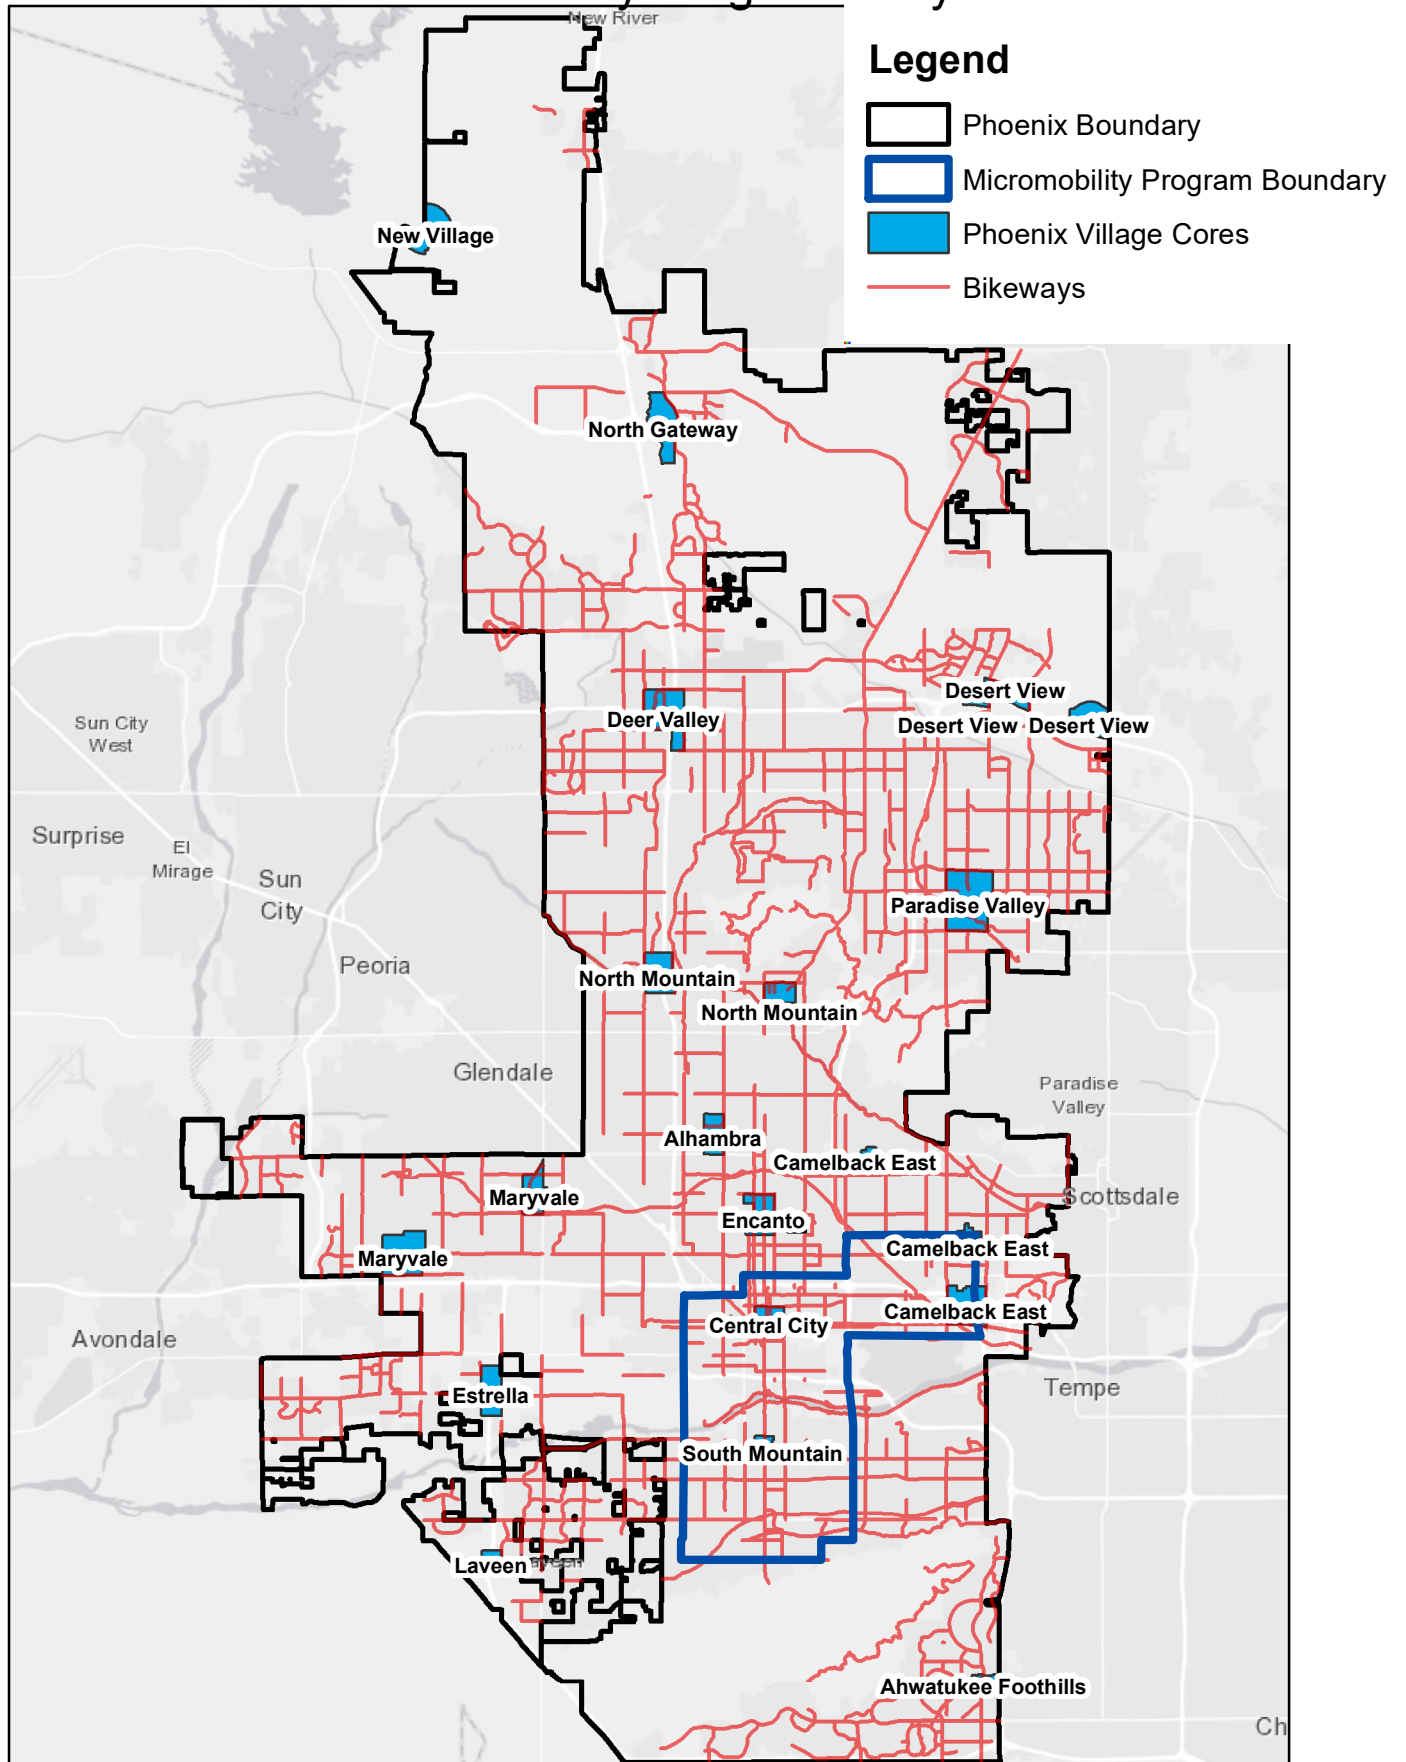 New River
Legend
Phoenix Boundary
Micromobility Program Boundary
Phoenix Village Cores
Bikeways
New Village
North Gateway
Desert View
Deer Valley
Desert View
Desert View
Sun City
West
Surprise
El
Mirage
Sun
City
Paradise Valley
Peoria
North Mountain
North Mountain
Glendale
Paradise
Valley
Alhambra
Camelback East
Maryvale
Scottsdale
Encanto
Camelback East
Maryvale
Camelback East
Central City
Avondale
Tempe
Estrella
South Mountain
Laveen
Ahwatukee Foothills
Ch